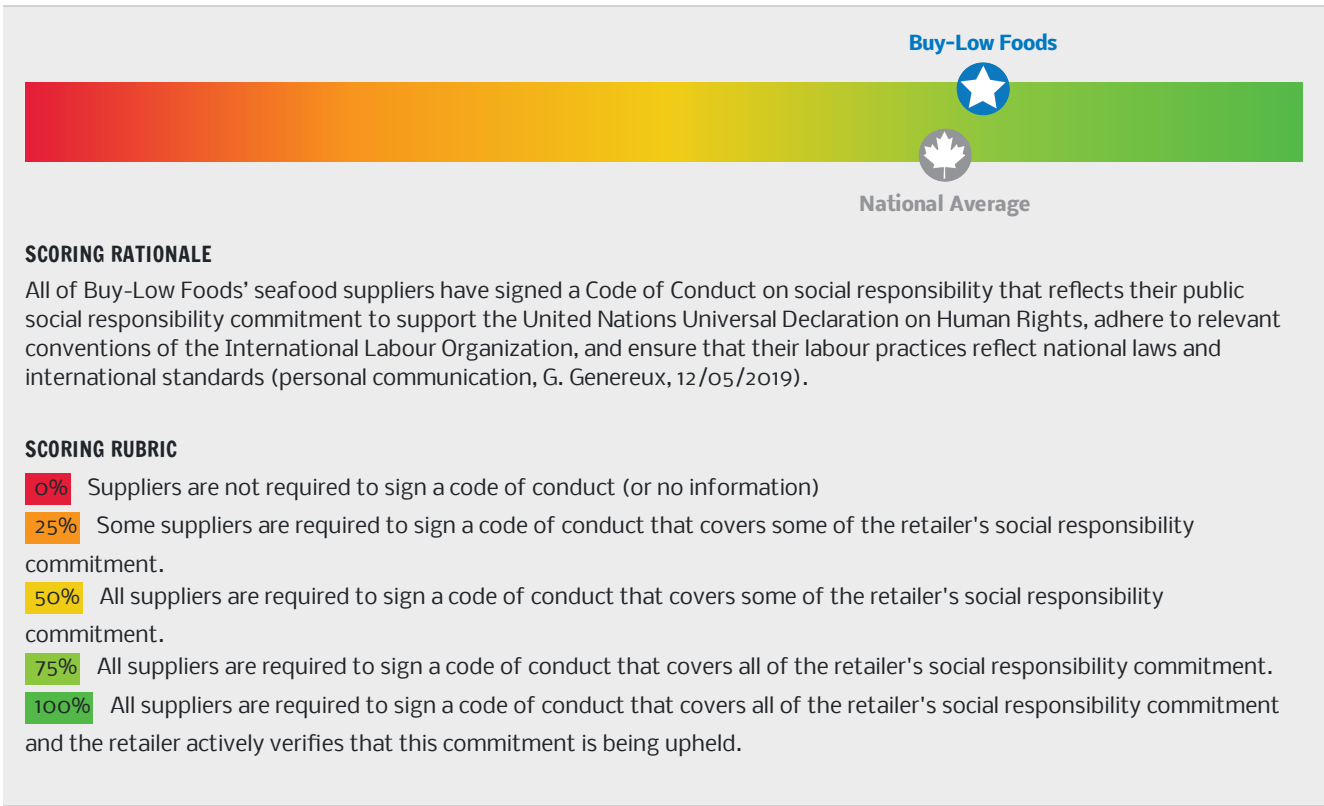 Buy-Low Foods
National Average
SCORING RATIONALE
All of Buy-Low Foods’ seafood suppliers have signed a Code of Conduct on social responsibility that reflects their public
social responsibility commitment to support the United Nations Universal Declaration on Human Rights, adhere to relevant
conventions of the International Labour Organization, and ensure that their labour practices reflect national laws and
international standards (personal communication, G. Genereux, 12/05/2019).
SCORING RUBRIC
0% Suppliers are not required to sign a code of conduct (or no information)
25% Some suppliers are required to sign a code of conduct that covers some of the retailer's social responsibility
commitment.
50% All suppliers are required to sign a code of conduct that covers some of the retailer's social responsibility
commitment.
75% All suppliers are required to sign a code of conduct that covers all of the retailer's social responsibility commitment.
100% All suppliers are required to sign a code of conduct that covers all of the retailer's social responsibility commitment
and the retailer actively verifies that this commitment is being upheld.